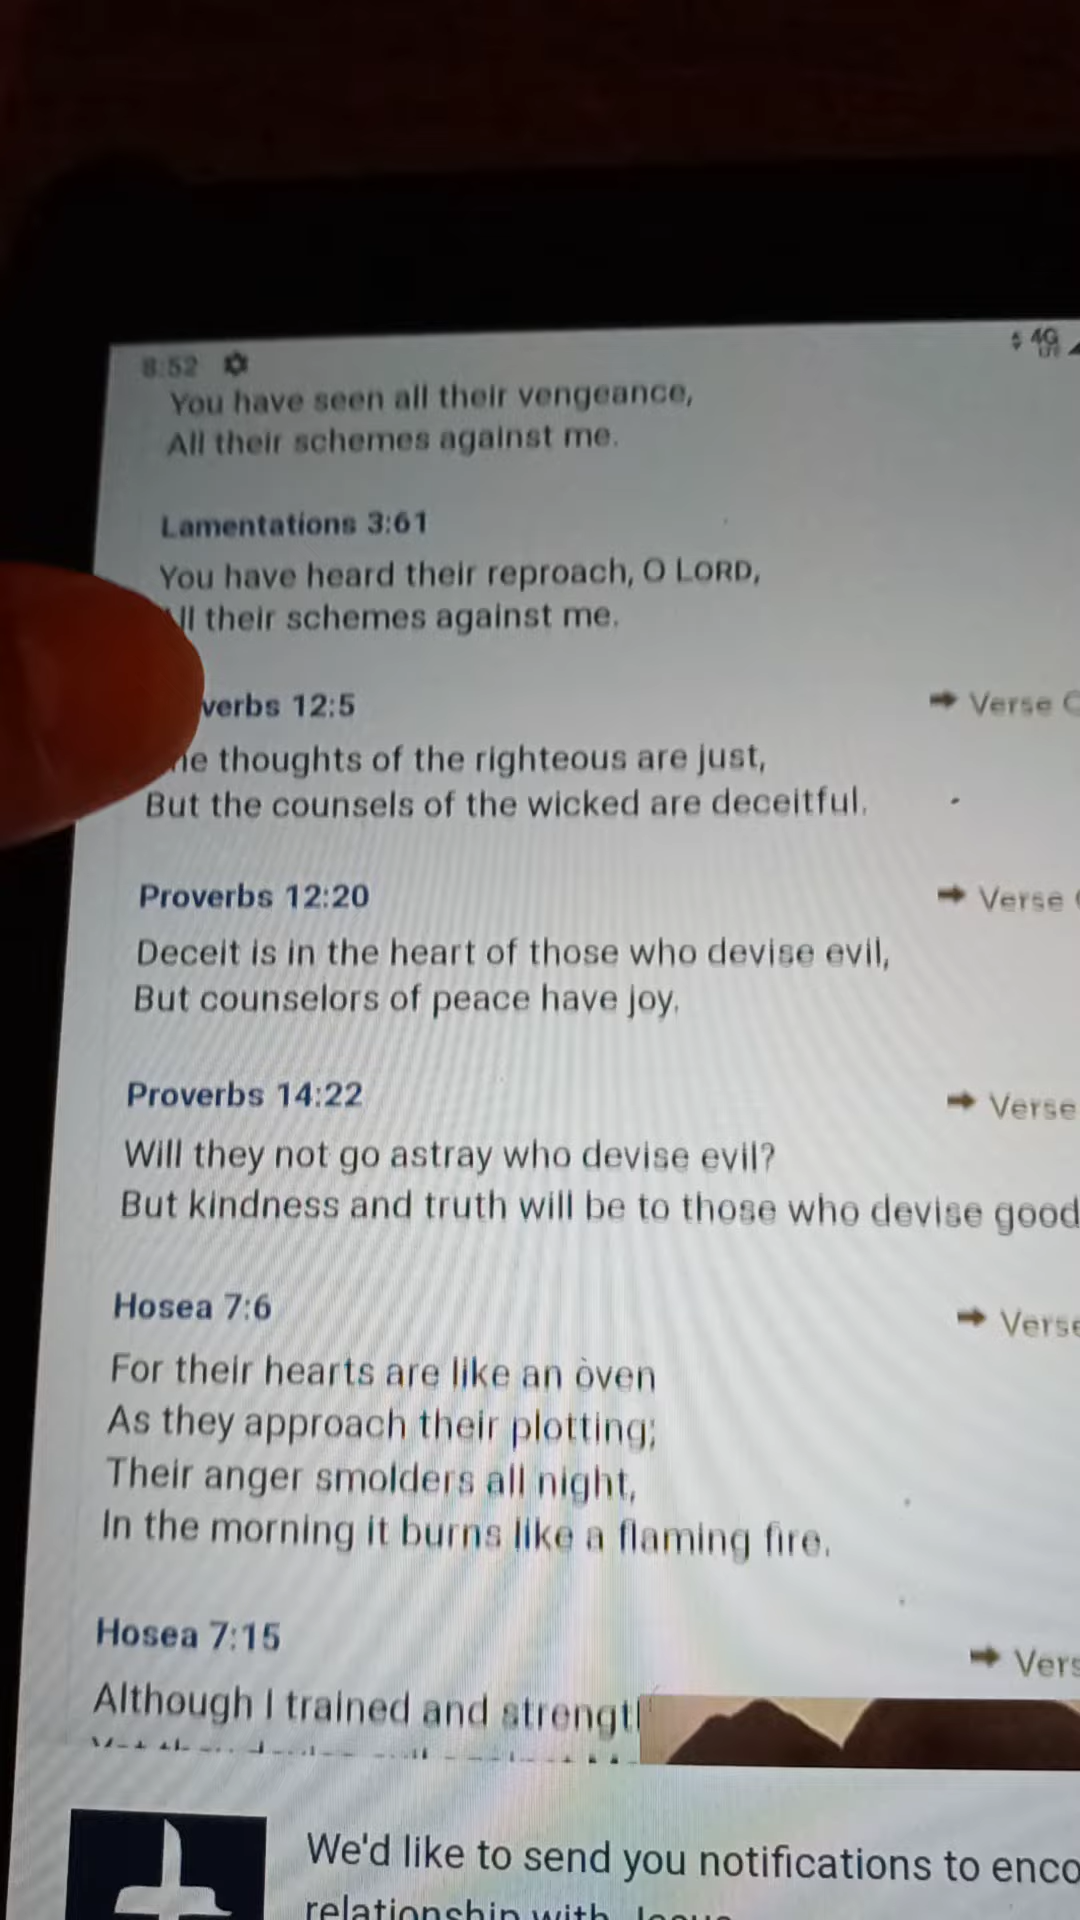 8:52
4G
You have seen all their vengeance,
All their schemes against me.
Lamentations 3:61
You have heard their reproach, O LORD,
ll their schemes against me.
verbs 12:5
Verse
he thoughts of the righteous are just,
But the counsels of the wicked are deceitful.
Proverbs 12:20
Verse
Deceit is in the heart of those who devise evil,
But counselors of peace have joy.
Proverbs 14:22
Verse
Will they not go astray who devise evil?
But kindness and truth will be to those who devise good
Hosea 7:6
Verse
For their hearts are like an oven
As they approach their plotting;
Their anger smolders all night,
In the morning it burns like a flaming fire.
Hosea 7:15
Vers
Although I trained and strengt
We'd like to send you notifications to enco
relationship with